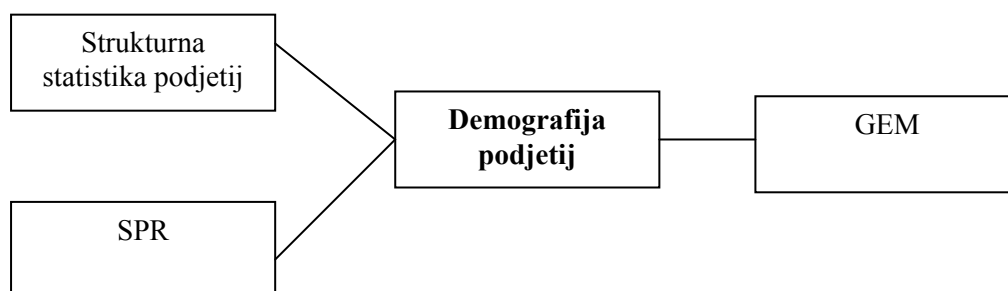 Strukturna
statistika podjetij
Demografija
podjetij
GEM
SPR